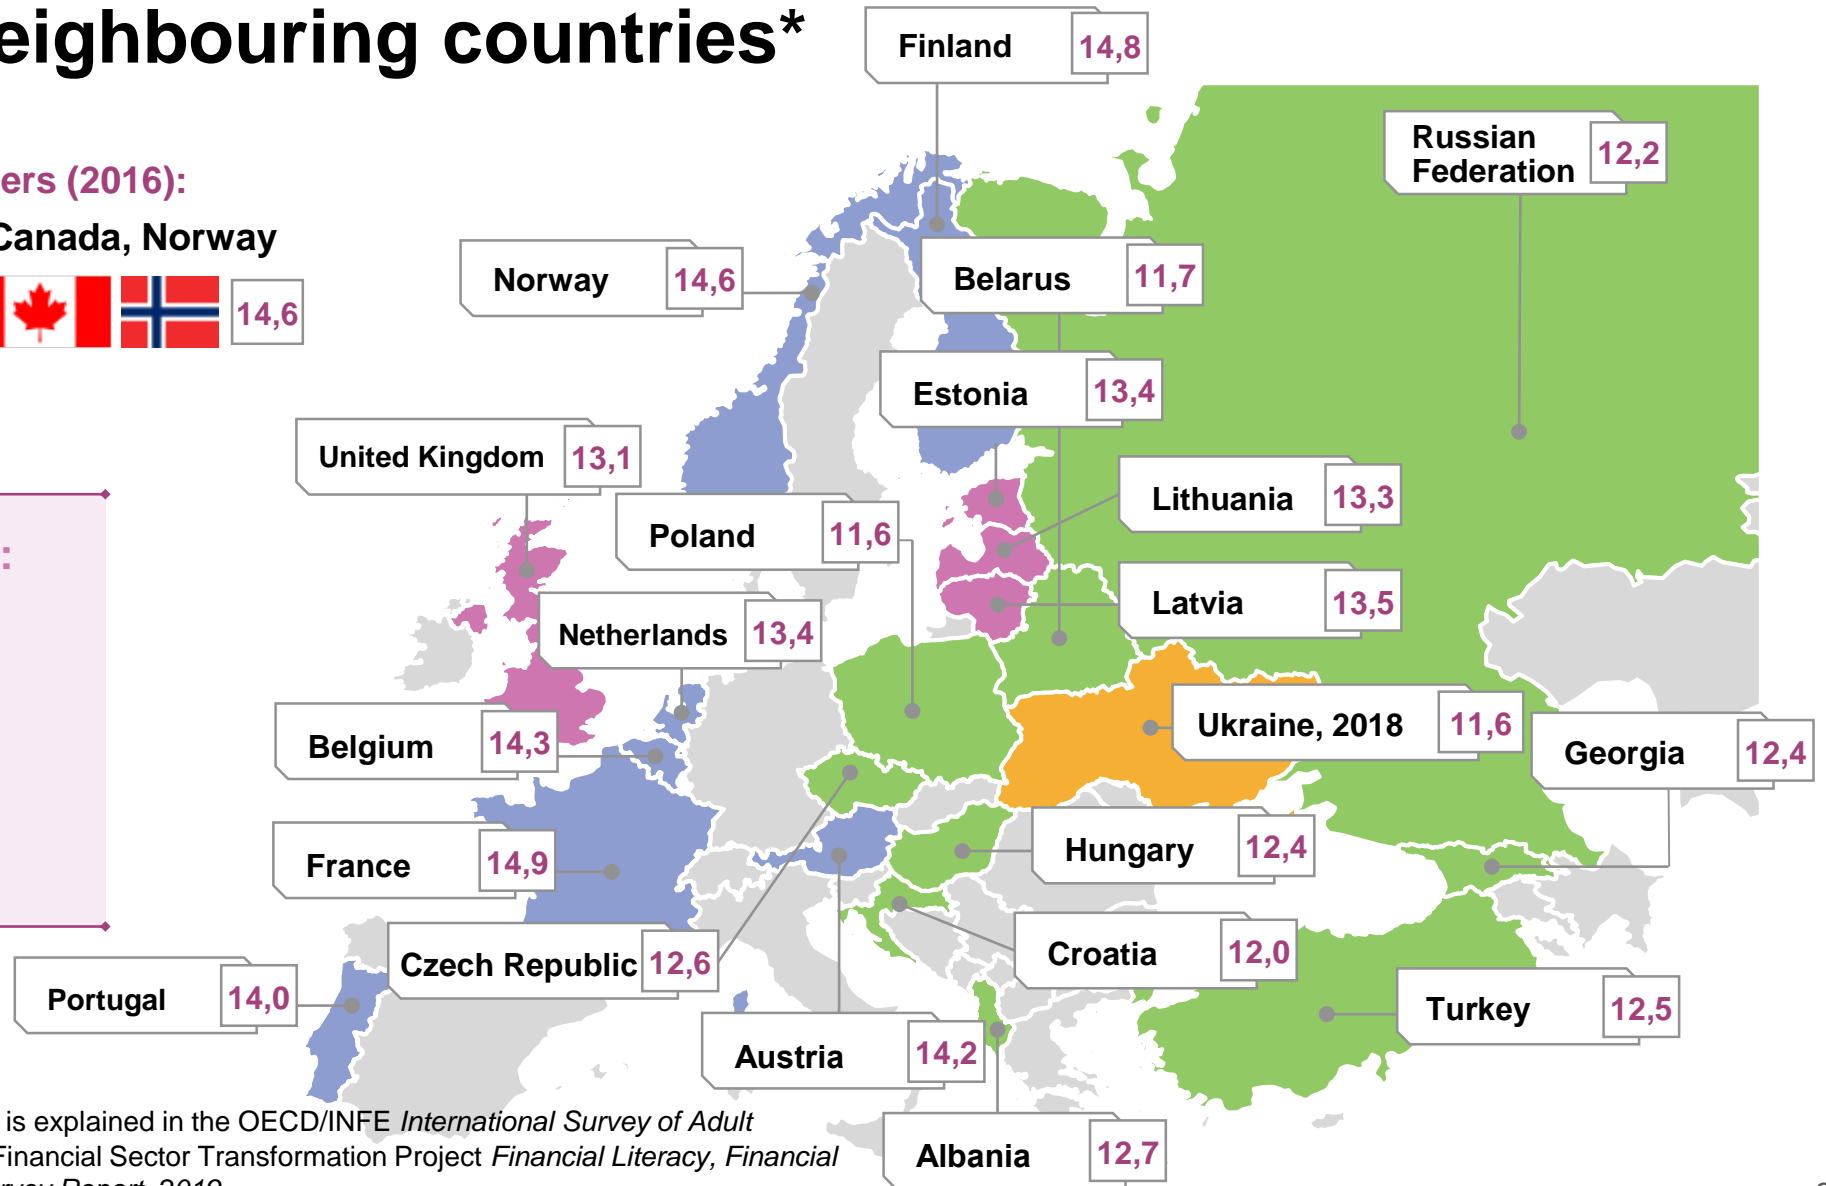 eighbouring countries*
Finland 14,8
Russian
Federation 12,2
ers (2016):
Canada, Norway
14,6
Norway 14,6
Belarus 11,7
Estonia 13,4
United Kingdom 13,1
Lithuania 13,3
Poland 11,6
:
Latvia 13,5
Netherlands 13,4
Ukraine, 2018 11,6
Belgium 14,3
Georgia 12,4
Hungary 12,4
France 14,9
Croatia 12,0
Czech Republic 12,6
Portugal 14,0
Turkey 12,5
Austria 14,2
is explained in the OECD/INFE International Survey of Adult
Financial Sector Transformation Project Financial Literacy, Financial
Albania 12,7
rvey Report, 2019